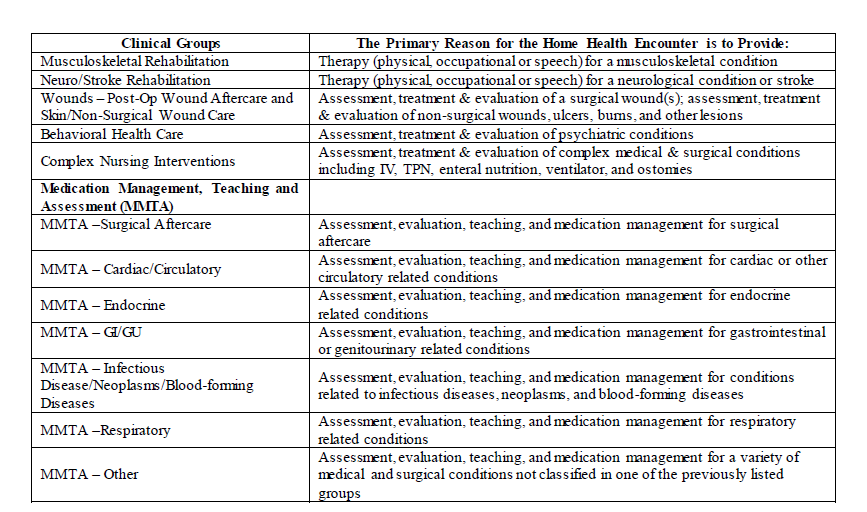 Clinical Groups
The Primary Reason for the Home Health Encounter is to Provide:
Musculoskeletal Rehabilitation
Therapy (physical, occupational or speech) for a musculoskeletal condition
Neuro/Stroke Rehabilitation
Therapy (physical, occupational or speech) for a neurological condition or stroke
Wounds – Post-Op Wound Aftercare and
Skin/Non-Surgical Wound Care
Assessment, treatment & evaluation of a surgical wound(s); assessment, treatment
& evaluation of non-surgical wounds, ulcers, burns, and other lesions
Behavioral Health Care
Assessment, treatment & evaluation of psychiatric conditions
Complex Nursing Interventions
Assessment, treatment & evaluation of complex medical & surgical conditions
including IV, TPN, enteral nutrition, ventilator, and ostomies
Medication Management, Teaching and
Assessment (MMTA)
MMTA –Surgical Aftercare
Assessment, evaluation, teaching, and medication management for surgical
aftercare
MMTA – Cardiac/Circulatory
Assessment, evaluation, teaching, and medication management for cardiac or other
circulatory related conditions
MMTA – Endocrine
Assessment, evaluation, teaching, and medication management for endocrine
related conditions
MMTA – GI/GU
Assessment, evaluation, teaching, and medication management for gastrointestinal
or genitourinary related conditions
MMTA – Infectious
Disease/Neoplasms/Blood-forming
Diseases
Assessment, evaluation, teaching, and medication management for conditions
related to infectious diseases, neoplasms, and blood-forming diseases
MMTA –Respiratory
Assessment, evaluation, teaching, and medication management for respiratory
related conditions
MMTA – Other
Assessment, evaluation, teaching, and medication management for a variety of
medical and surgical conditions not classified in one of the previously listed
groups